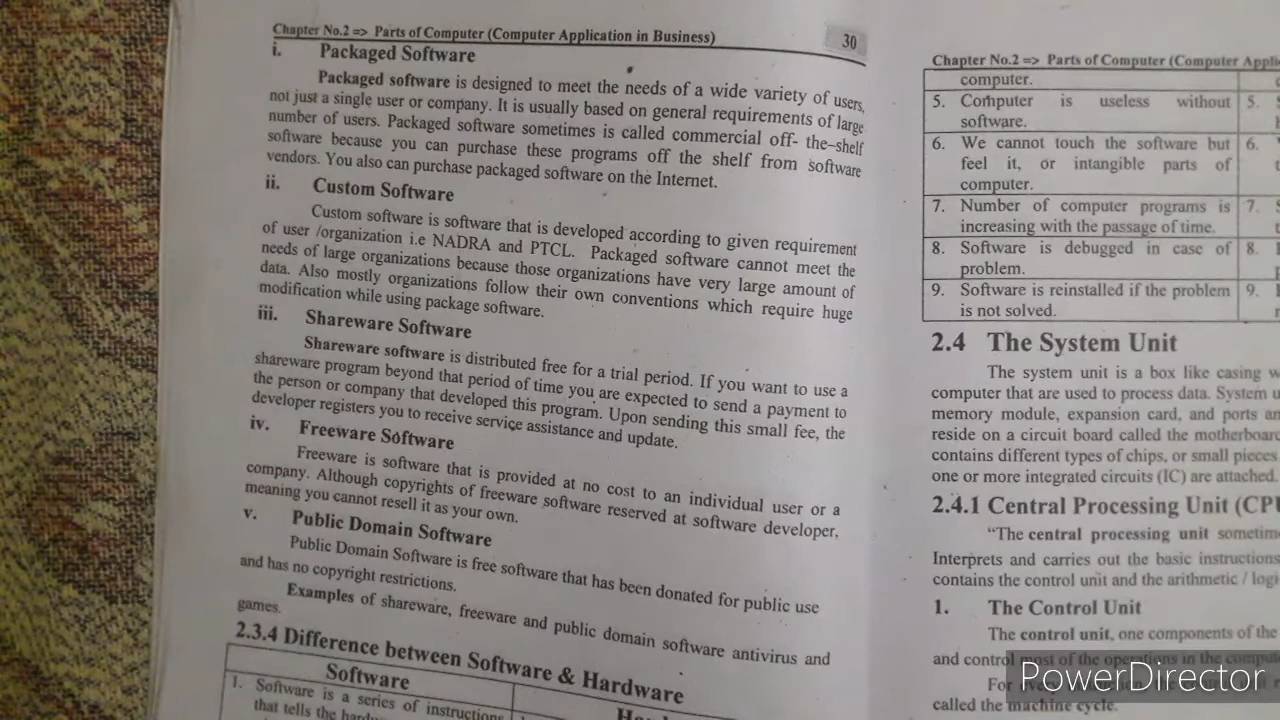 Chapter No.2 => Parts of Computer (Computer Application in Business)
30
i. Packaged Software
Packaged software is designed to meet the needs of a wide variety of users,
not just a single user or company. It is usually based on general requirements of large
number of users. Packaged software sometimes is called commercial off- the–shelf
software because you can purchase these programs off the shelf from software
vendors. You also can purchase packaged software on the Internet.
ii. Custom Software
Custom software is software that is developed according to given requirement
of user /organization i.e NADRA and PTCL. Packaged software cannot meet the
needs of large organizations because those organizations have very large amount of
data. Also mostly organizations follow their own conventions which require huge
modification while using package software.
iii. Shareware Software
Shareware software is distributed free for a trial period. If you want to use a
shareware program beyond that period of time you are expected to send a payment to
the person or company that developed this program. Upon sending this small fee, the
developer registers you to receive service assistance and update.
iv. Freeware Software
Freeware is software that is provided at no cost to an individual user or a
company. Although copyrights of freeware software reserved at software developer,
meaning you cannot resell it as your own.
v. Public Domain Software
Public Domain Software is free software that has been donated for public use
and has no copyright restrictions.
Examples of shareware, freeware and public domain software antivirus and
games.
2.3.4 Difference between Software & Hardware
Software
1. Software is a series of instructions
that tells the
Chapter No.2 => Parts of Computer (Computer
computer.
5. Computer is useless without 5.
software.
6. We cannot touch the software but 6.
feel it, or intangible parts of
computer.
7. Number of computer programs is 7.
increasing with the passage of time.
8. Software is debugged in case of 8.
problem.
9. Software is reinstalled if the problem 9.
is not solved.
2.4 The System Unit
The system unit is a box like casing
computer that are used to process data. System
memory module, expansion card, and ports
reside on a circuit board called the
contains different types of chips, or small pieces
one or more integrated circuits (IC) are attached.
2.4.1 Central Processing Unit
“The central processing unit
Interprets and carries out the basic instructions
contains the control unit and the arithmetic /
1. The Control Unit
The control unit, one components of the
and control most of the operations in the
For
called the machine cycle.
PowerDirector